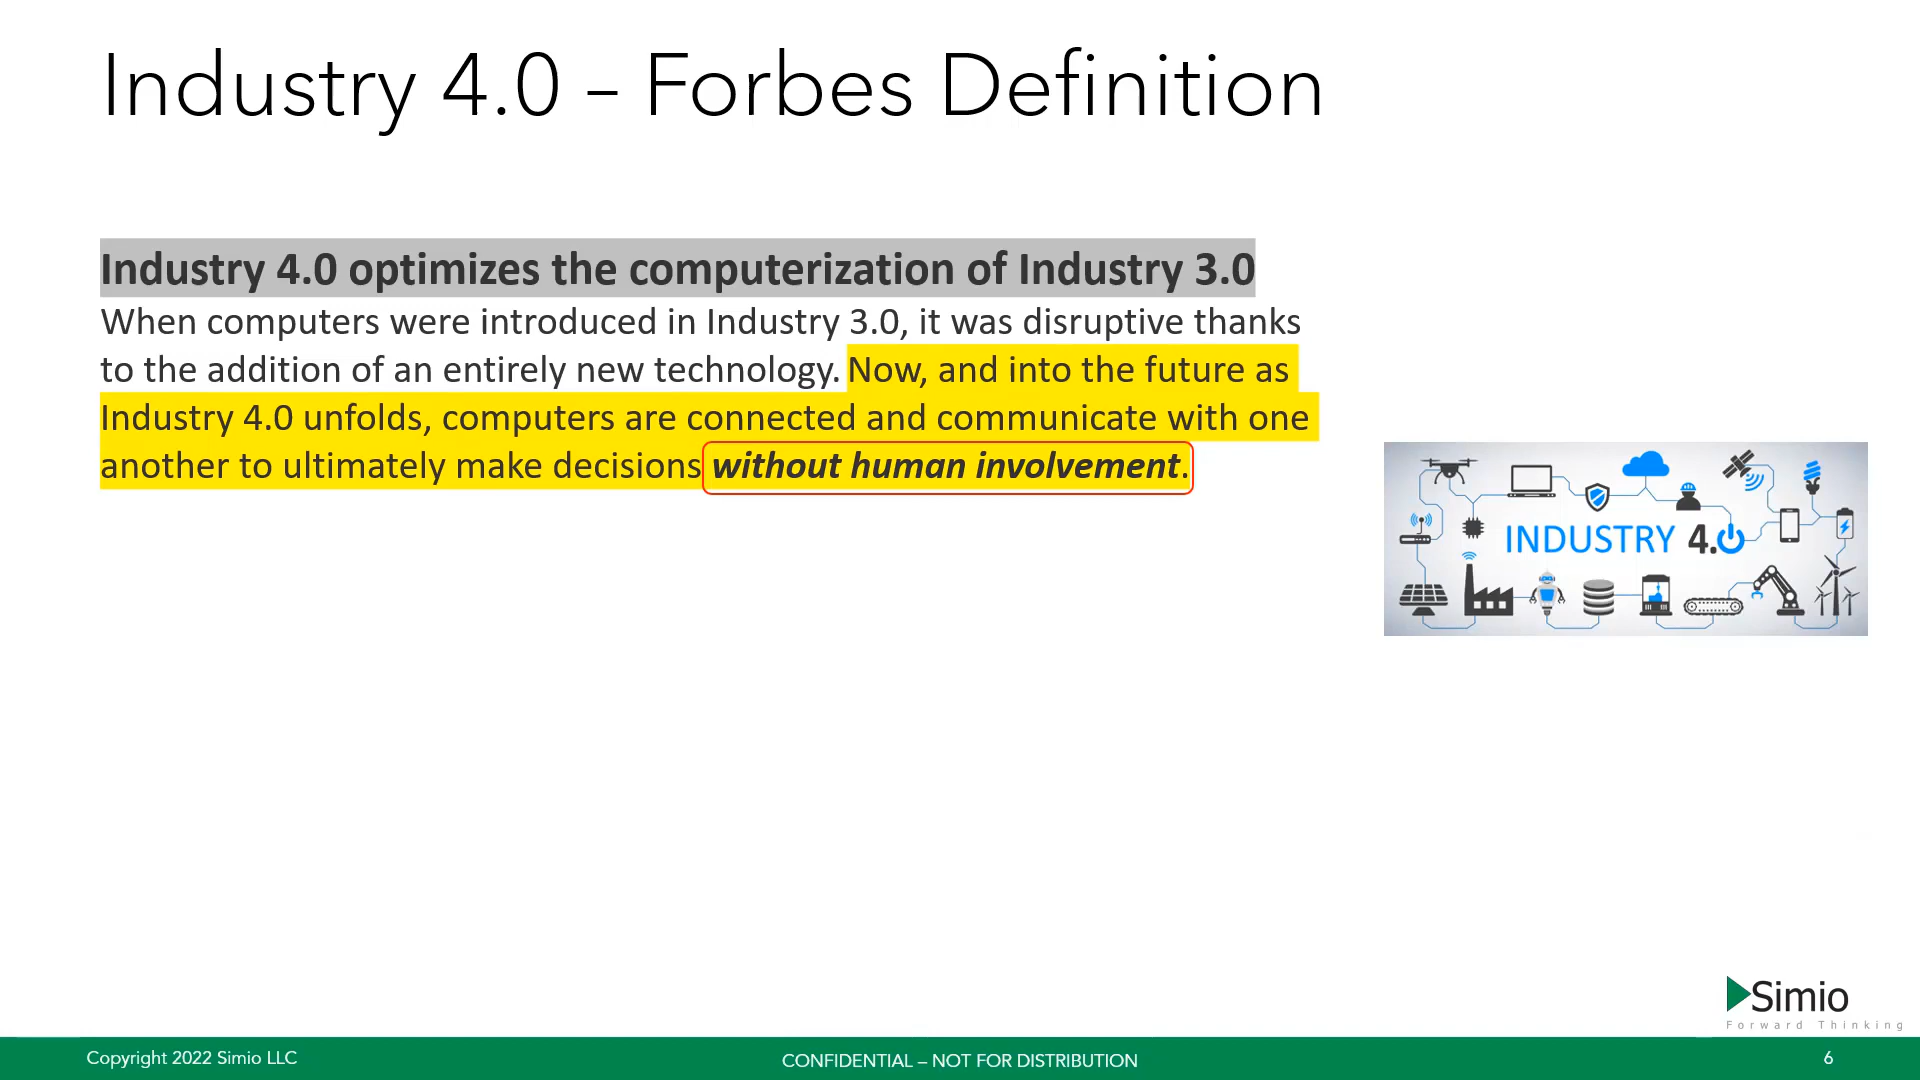 Industry 4.0 – Forbes Definition
Industry 4.0 optimizes the computerization of Industry 3.0
When computers were introduced in Industry 3.0, it was disruptive thanks
to the addition of an entirely new technology. Now, and into the future as
Industry 4.0 unfolds, computers are connected and communicate with one
another to ultimately make decisions without human involvement.
INDUSTRY 4.0
Simio
Forward Thinking
Copyright 2022 Simio LLC
CONFIDENTIAL – NOT FOR DISTRIBUTION
6